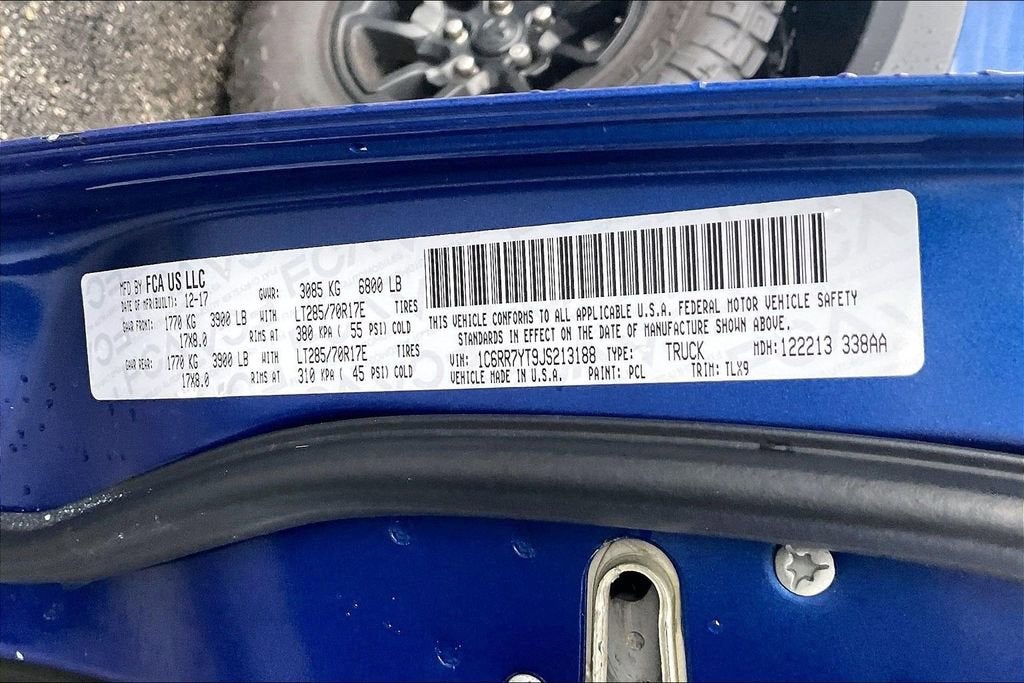 MFD BY FCA US LLC
DATE OF MFR(BUILT): 12-17 GVWR: 3085 KG 6800 LB
GAWR FRONT: 1770 KG 3900 LB WITH LT285/70R17E TIRES
17X8.0 RIMS AT 380 KPA ( 55 PSI) COLD
GAWR REAR: 1770 KG 3900 LB WITH LT285/70R17E TIRES
17X8.0 RIMS AT 310 KPA ( 45 PSI) COLD
THIS VEHICLE CONFORMS TO ALL APPLICABLE U.S.A. FEDERAL MOTOR VEHICLE SAFETY
STANDARDS IN EFFECT ON THE DATE OF MANUFACTURE SHOWN ABOVE.
VIN: 1C6RR7YT9JS213188 TYPE: TRUCK MDH: 122213 338AA
VEHICLE MADE IN U.S.A. PAINT: PCL TRIM: TLX9